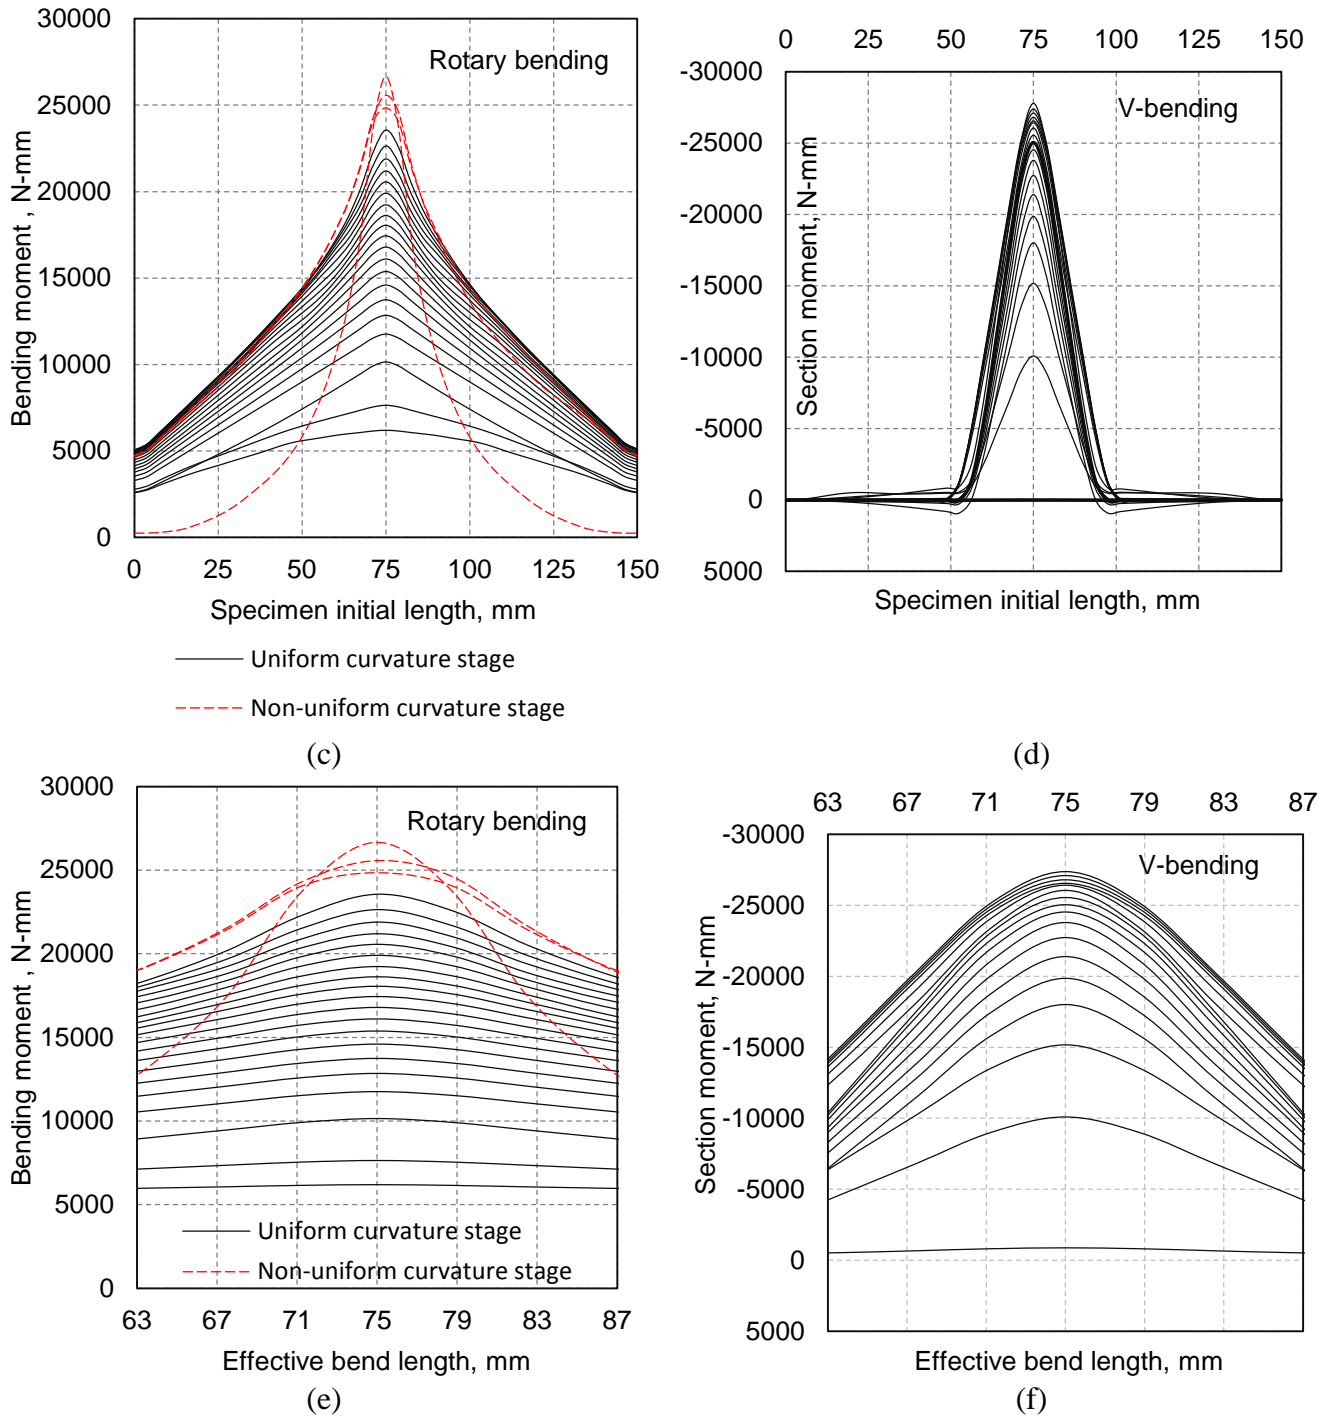 30000
25000
20000
15000
10000
5000
0
Bending moment , N-mm
Rotary bending
0 25 50 75 100 125 150
Specimen initial length, mm
Uniform curvature stage
Non-uniform curvature stage
(c)
0 25 50 75 100 125 150
-30000
-25000
-20000
-15000
-10000
-5000
0
5000
Section moment, N-mm
V-bending
Specimen initial length, mm
(d)
30000
25000
20000
15000
10000
5000
0
Bending moment , N-mm
Rotary bending
Uniform curvature stage
Non-uniform curvature stage
63 67 71 75 79 83 87
Effective bend length, mm
(e)
63 67 71 75 79 83 87
-30000
-25000
-20000
-15000
-10000
-5000
0
5000
Section moment, N-mm
V-bending
Effective bend length, mm
(f)